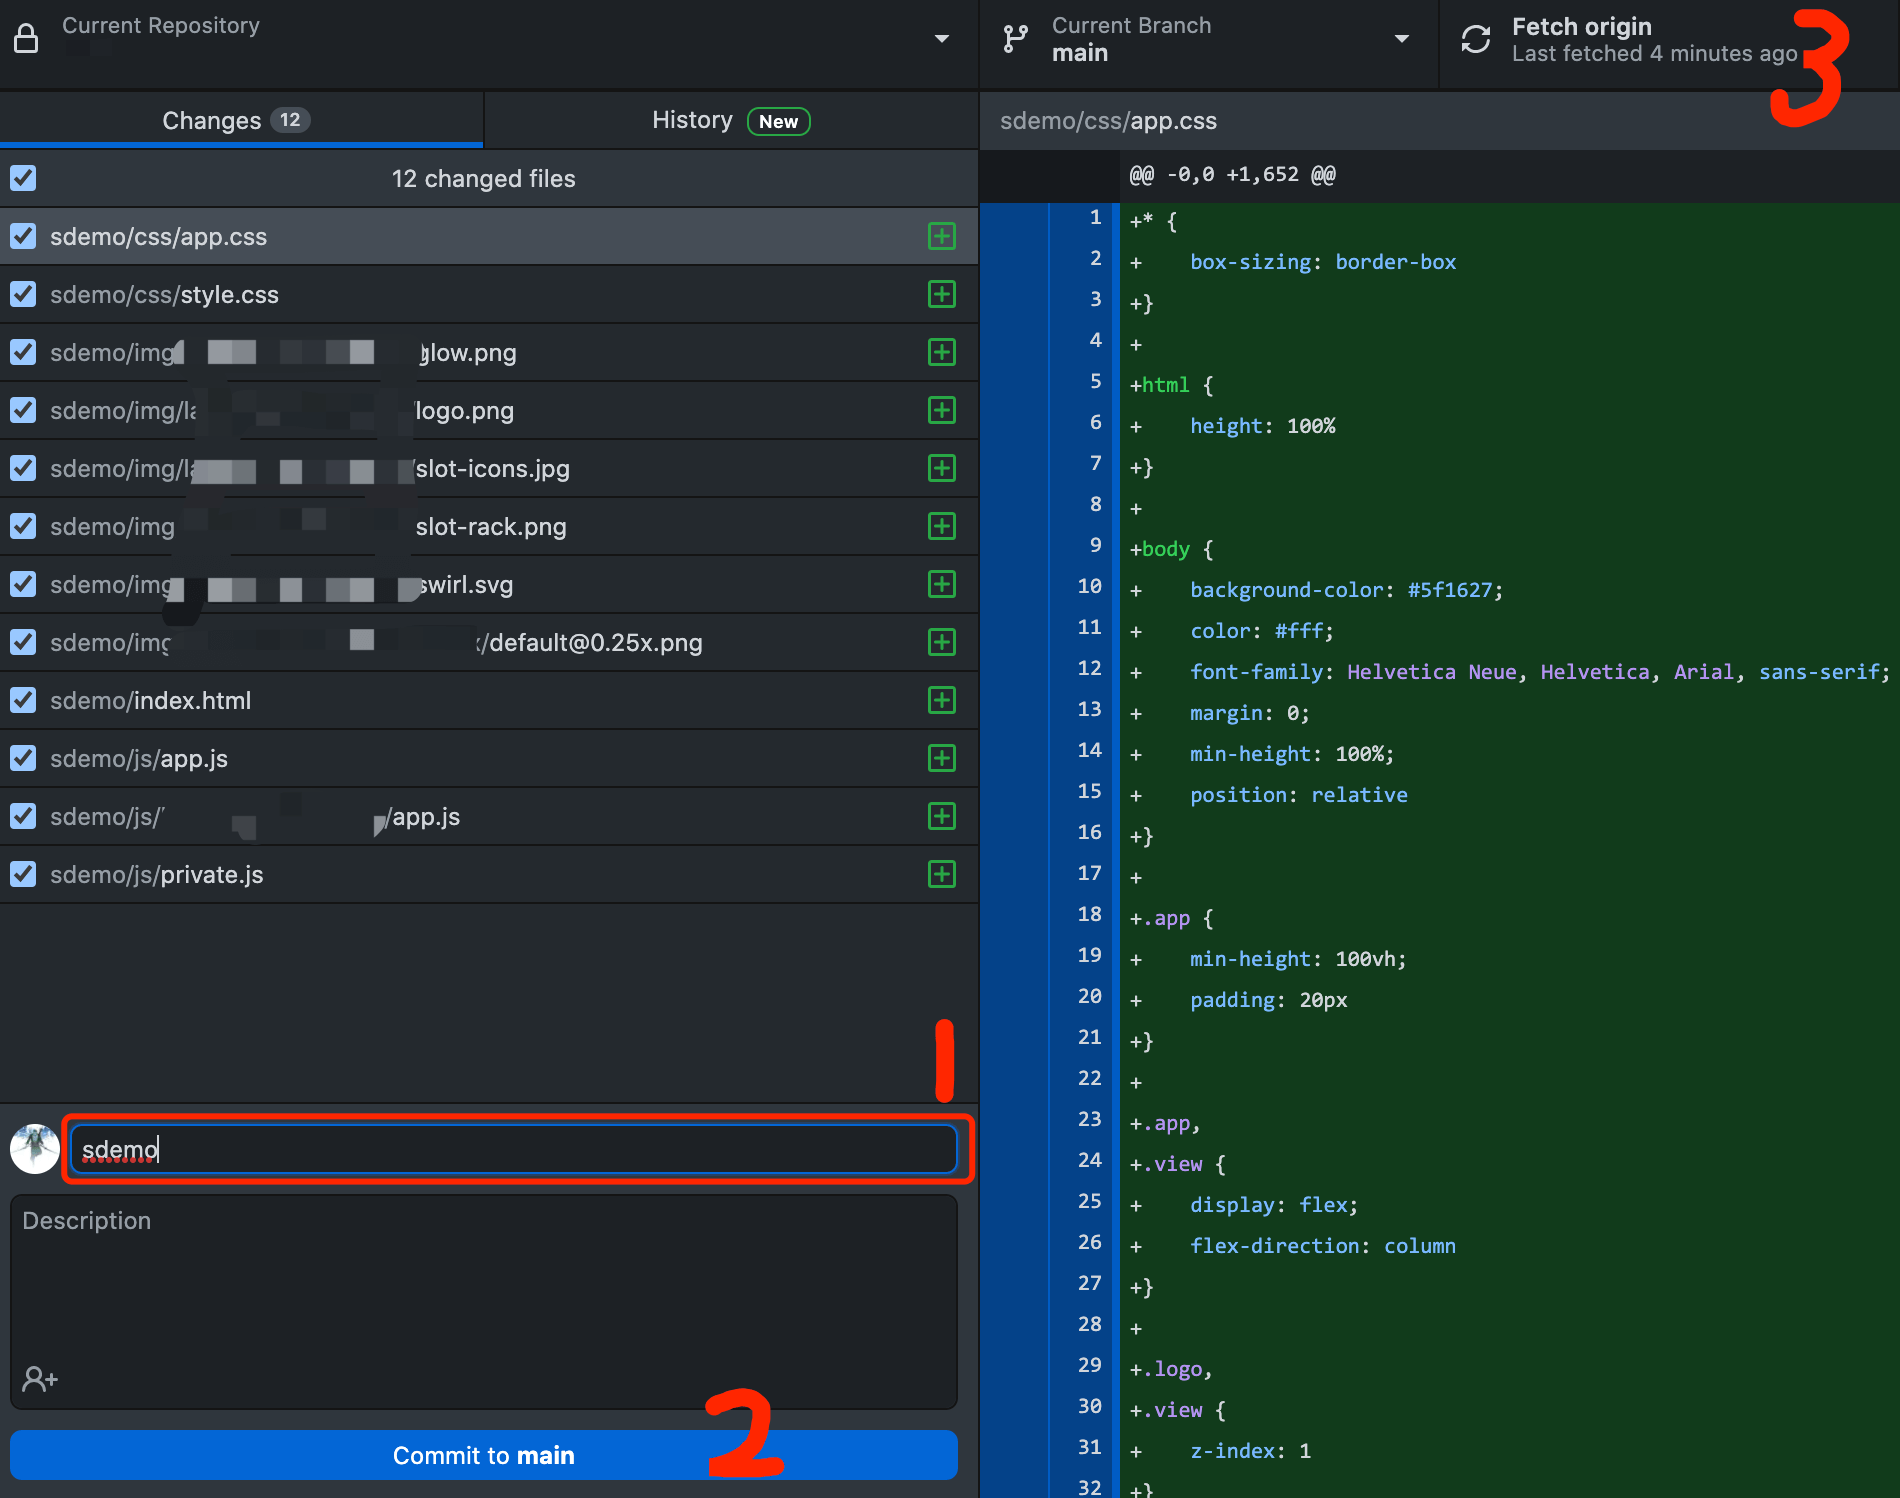 Current Repository
Current Branch
main
Fetch origin
Last fetched 4 minutes ago
3
Changes 12
History New
12 changed files
sdemo/css/app.css
sdemo/css/style.css
sdemo/img glow.png
sdemo/img/la /logo.png
sdemo/img/la /slot-icons.jpg
sdemo/img slot-rack.png
sdemo/img swirl.svg
sdemo/img /default@0.25x.png
sdemo/index.html
sdemo/js/app.js
sdemo/js/ /app.js
sdemo/js/private.js
1
sdemo
Description
2
Commit to main
sdemo/css/app.css
@@ -0,0 +1,652 @@
1 +* {
2 + box-sizing: border-box
3 +}
4 +
5 +html {
6 + height: 100%
7 +}
8 +
9 +body {
10 + background-color: #5f1627;
11 + color: #fff;
12 + font-family: Helvetica Neue, Helvetica, Arial, sans-serif;
13 + margin: 0;
14 + min-height: 100%;
15 + position: relative
16 +}
17 +
18 +.app {
19 + min-height: 100vh;
20 + padding: 20px
21 +}
22 +
23 +.app,
24 +.view {
25 + display: flex;
26 + flex-direction: column
27 +}
28 +
29 +.logo,
30 +.view {
31 + z-index: 1
32 +}